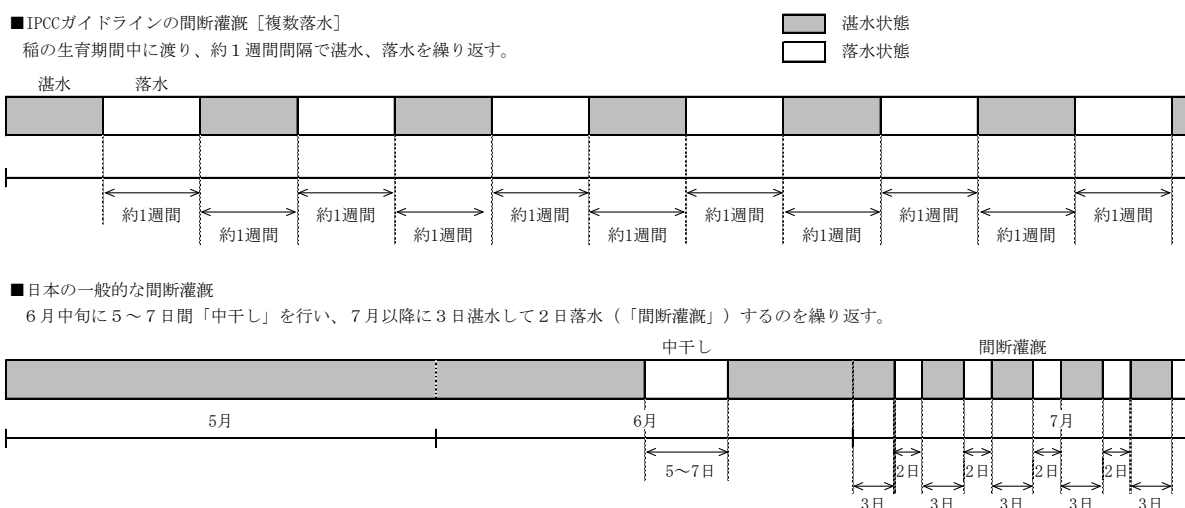 ■IPCCガイドラインの間断灌漑［複数落水］
稲の生育期間中に渡り、約１週間間隔で湛水、落水を繰り返す。
湛水状態
落水状態
湛水 落水
約1週間 約1週間 約1週間 約1週間 約1週間 約1週間
約1週間 約1週間 約1週間 約1週間 約1週間
■日本の一般的な間断灌漑
６月中旬に５～７日間「中干し」を行い、７月以降に３日湛水して２日落水（「間断灌漑」）するのを繰り返す。
中干し 間断灌漑
5月 6月 7月
5～7日 2日 2日 2日 2日
3日 3日 3日 3日 3日